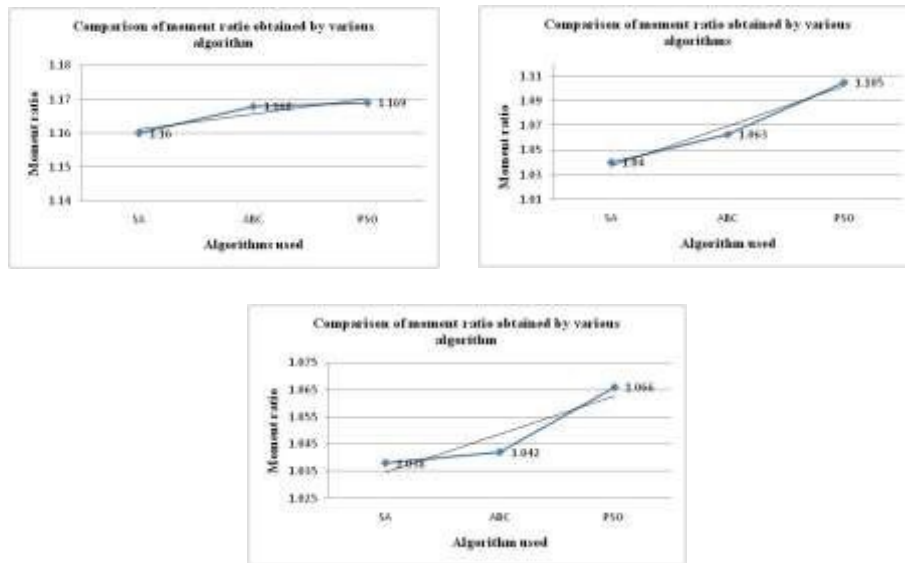 Comparison of moment ratio obtained by various
algorithm
Moment ratio
1.18
1.17
1.16
1.15
1.14
1.16
1.168
1.169
SA ABC PSO
Algorithms used
Comparison of moment ratio obtained by various
algorithms
Moment ratio
1.11
1.09
1.07
1.05
1.03
1.01
1.04
1.063
1.105
SA ABC PSO
Algorithm used
Comparison of moment ratio obtained by various
algorithm
Moment ratio
1.075
1.065
1.055
1.045
1.035
1.025
1.038
1.042
1.066
SA ABC PSO
Algorithm used